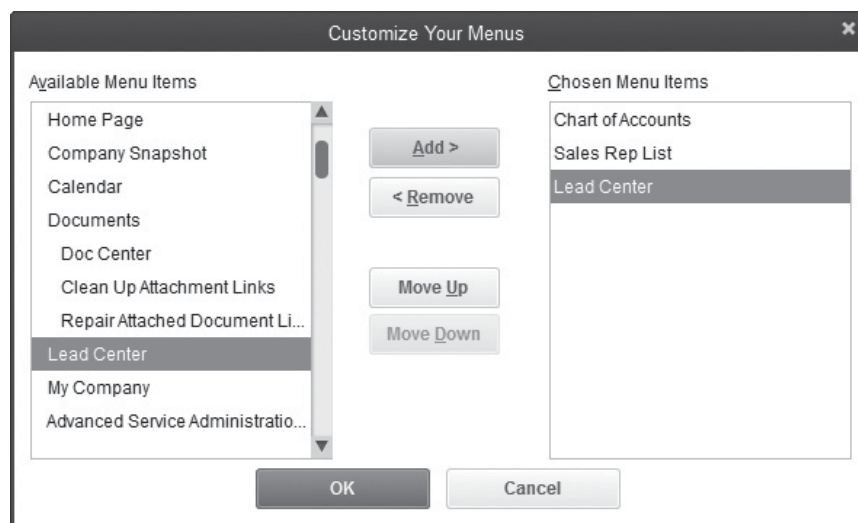 Customize Your Menus
Available Menu Items
Home Page
Company Snapshot
Calendar
Documents
Doc Center
Clean Up Attachment Links
Repair Attached Document Li...
Lead Center
My Company
Advanced Service Administratio...
Add >
< Remove
Move Up
Move Down
Chosen Menu Items
Chart of Accounts
Sales Rep List
Lead Center
OK
Cancel